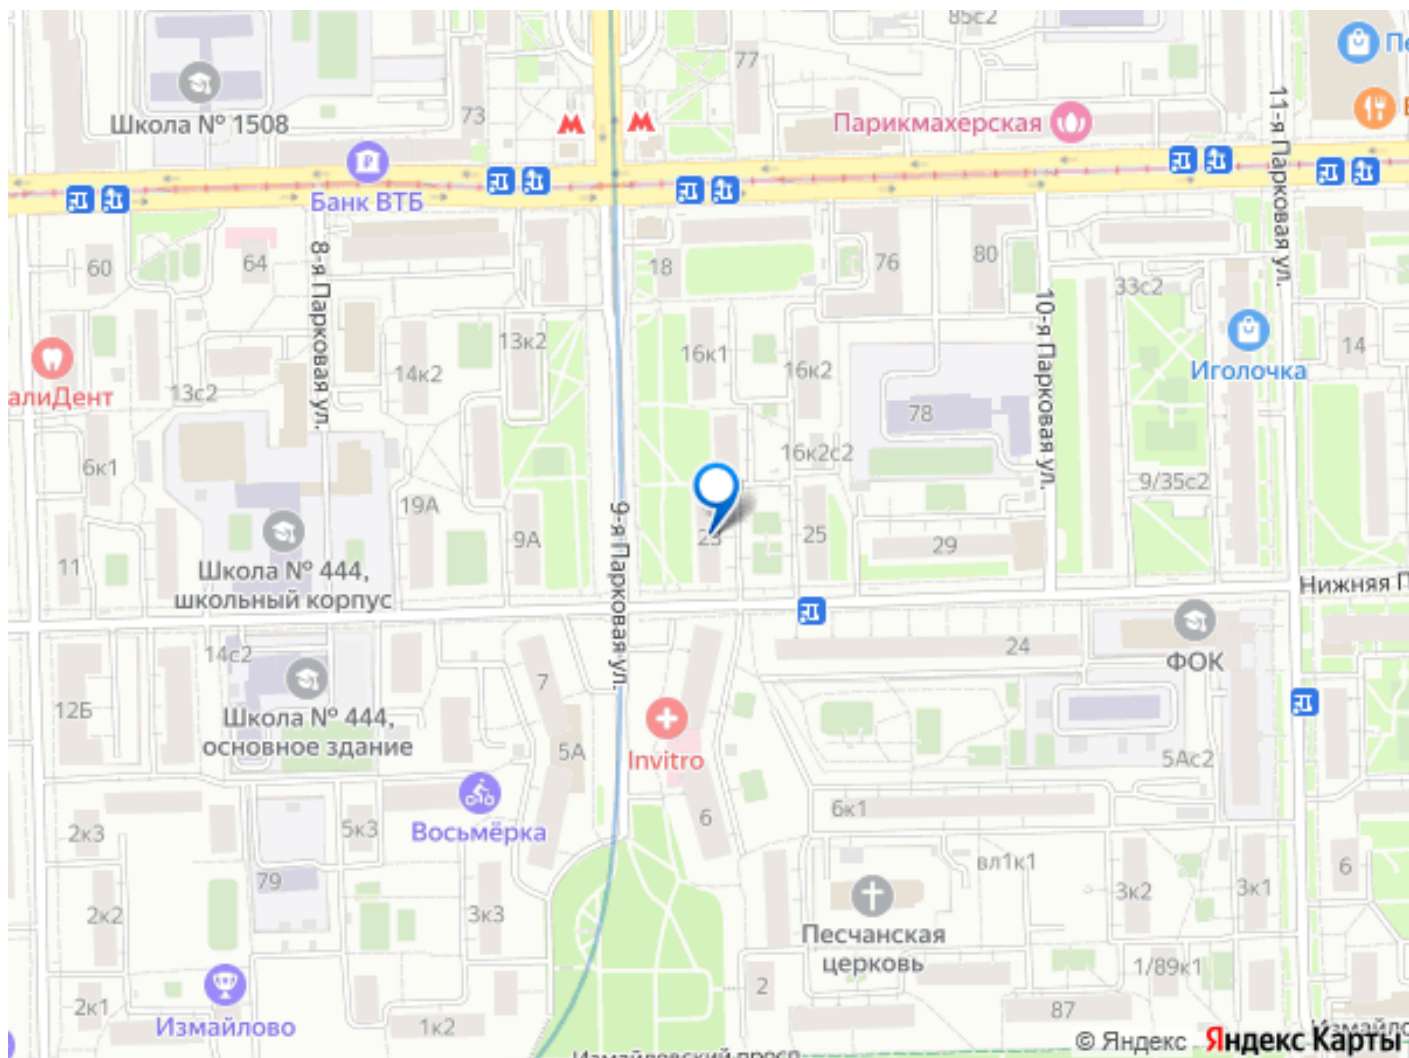 85с2
Пе
77
11-я Парковая ул.
Школа № 1508
73
Парикмахерская
Банк ВТБ
60
64
8-я Парковая ул.
18
76
80
33с2
10-я Парковая ул.
13к2
16к1
16к2
14
Иголочка
алиДент
13с2
14к2
78
6к1
16к2с2
9/35с2
19А
9А
9-я Парковая ул.
23
25
29
11
Школа № 444,
школьный корпус
Нижняя П
14с2
24
ФОК
12Б
Школа № 444,
основное здание
7
5А
Invitro
5Ас2
Восьмёрка
6
6к1
2к3
5к3
79
вл1к1
6
3к2
3к1
2к2
3к3
Песчанская
церковь
1/89к1
2
2к1
Измайлово
1к2
87
Измайловский просп
© Яндекс Яндекс Карты